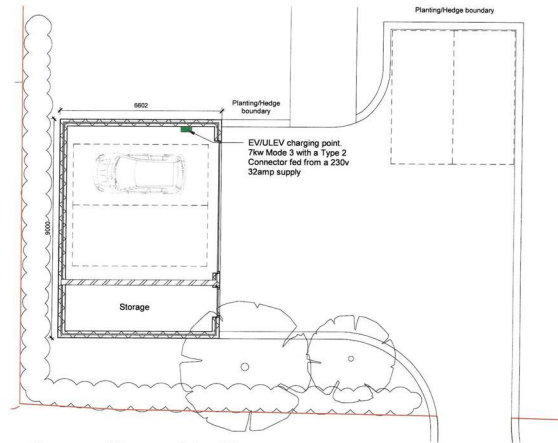 Planting/Hedge boundary
6602
Planting/Hedge
boundary
EV/ULEV charging point.
7kw Mode 3 with a Type 2
Connector fed from a 230v
32amp supply
9000
Storage